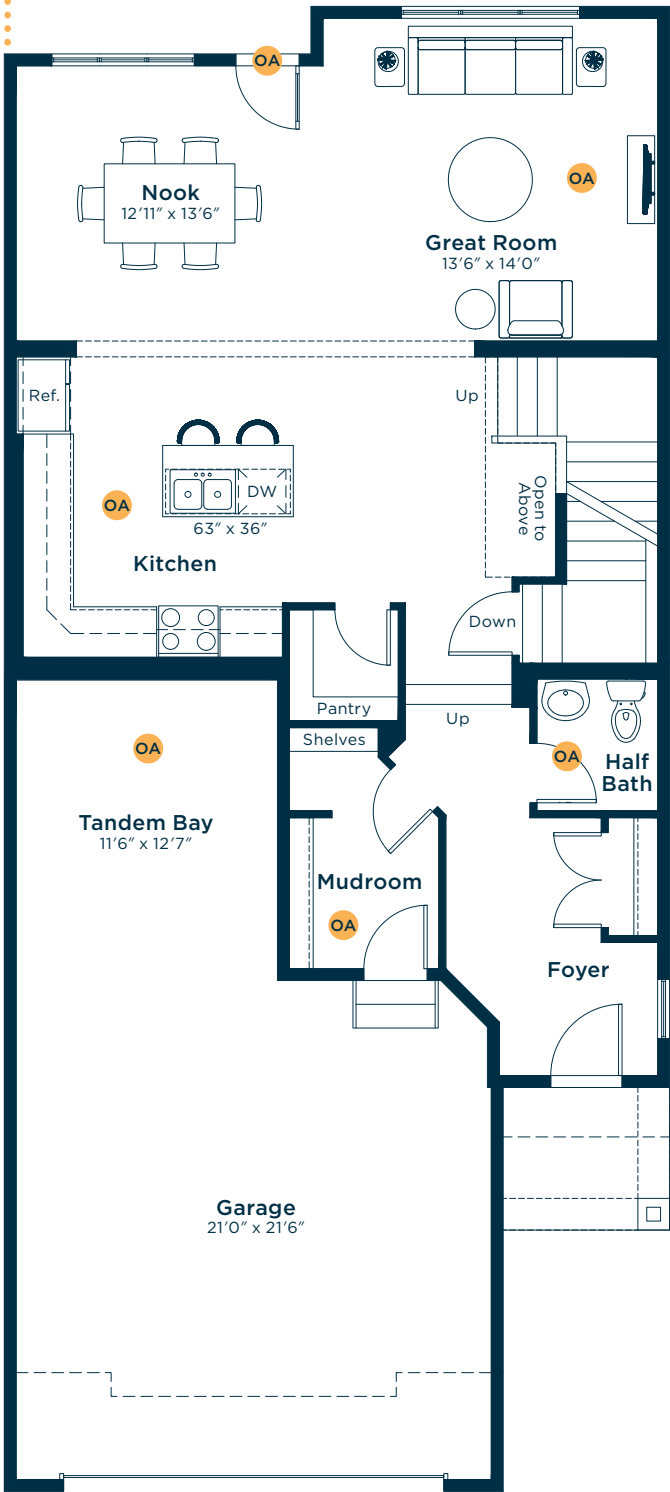 OA
OA
Nook
12'11" x 13'6"
Great Room
13'6" x 14'0"
Ref.
Up
DW
Open to
Above
OA
63" x 36"
Kitchen
Down
Pantry
Up
Shelves
OA
OA
Half
Bath
Tandem Bay
11'6" x 12'7"
Mudroom
OA
Foyer
Garage
21'0" x 21'6"